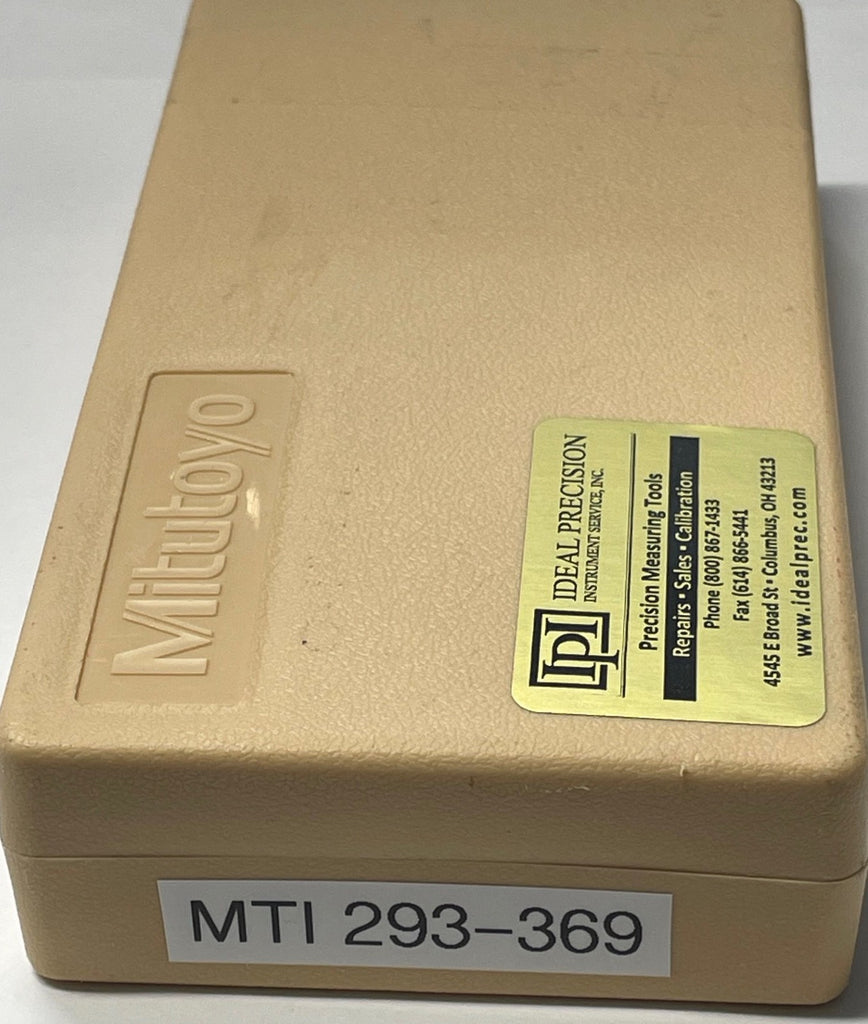 Mitutoyo
IPI
IDEAL PRECISION
INSTRUMENT SERVICE, INC.
Precision Measuring Tools
Repairs • Sales • Calibration
Phone (800) 867-1433
Fax (614) 866-5441
4545 E Broad St • Columbus, OH 43213
www.idealprec.com
MTI 293-369